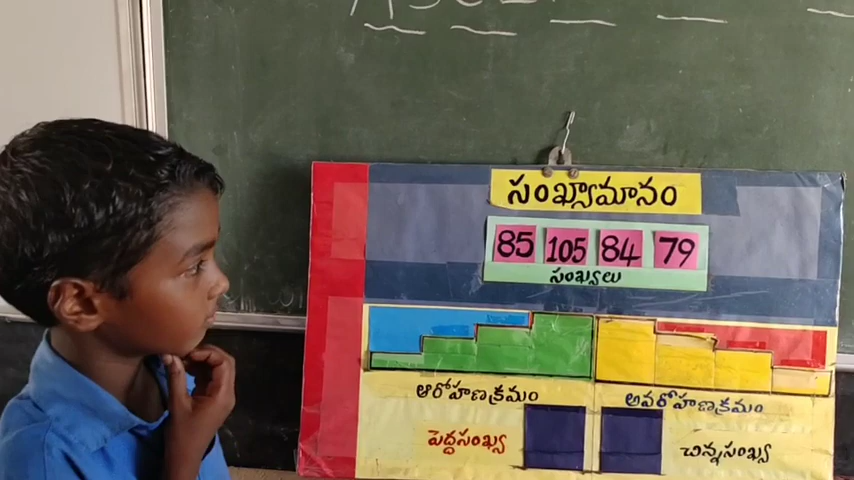 సంఖ్యామానం
85 105 84 79
సంఖ్యలు
ఆరోహణక్రమం అవరోహణక్రమం
పెద్దసంఖ్య చిన్నసంఖ్య